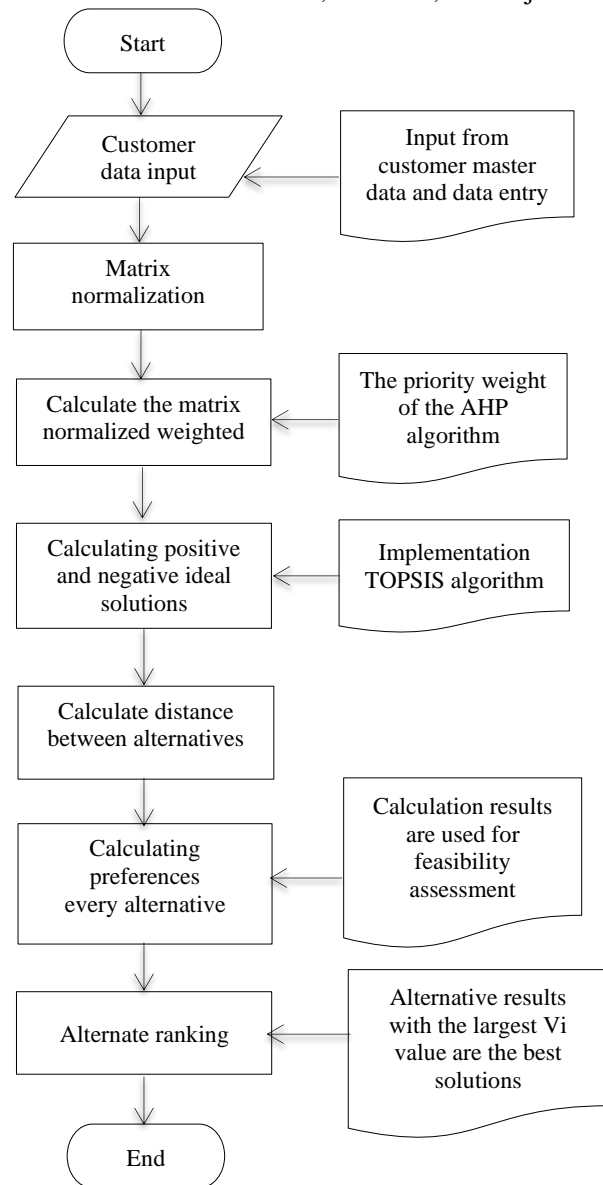 Start
Customer
data input
Input from
customer master
data and data entry
Matrix
normalization
Calculate the matrix
normalized weighted
The priority weight
of the AHP
algorithm
Calculating positive
and negative ideal
solutions
Implementation
TOPSIS algorithm
Calculate distance
between alternatives
Calculating
preferences
every alternative
Calculation results
are used for
feasibility
assessment
Alternate ranking
Alternative results
with the largest Vi
value are the best
solutions
End